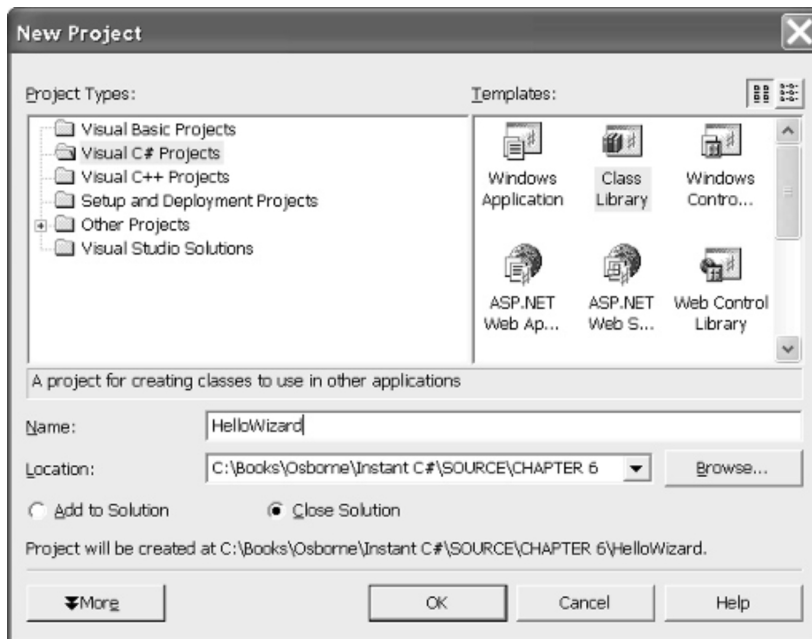 New Project
Project Types:
Visual Basic Projects
Visual C# Projects
Visual C++ Projects
Setup and Deployment Projects
Other Projects
Visual Studio Solutions
Templates:
Windows
Application
Class
Library
Windows
Contro...
ASP.NET
Web Ap...
ASP.NET
Web S...
Web Control
Library
A project for creating classes to use in other applications
Name:
HelloWizard
Location:
C:\Books\Osborne\Instant C#\SOURCE\CHAPTER 6
Browse...
Add to Solution
Close Solution
Project will be created at C:\Books\Osborne\Instant C#\SOURCE\CHAPTER 6\HelloWizard.
More
OK
Cancel
Help